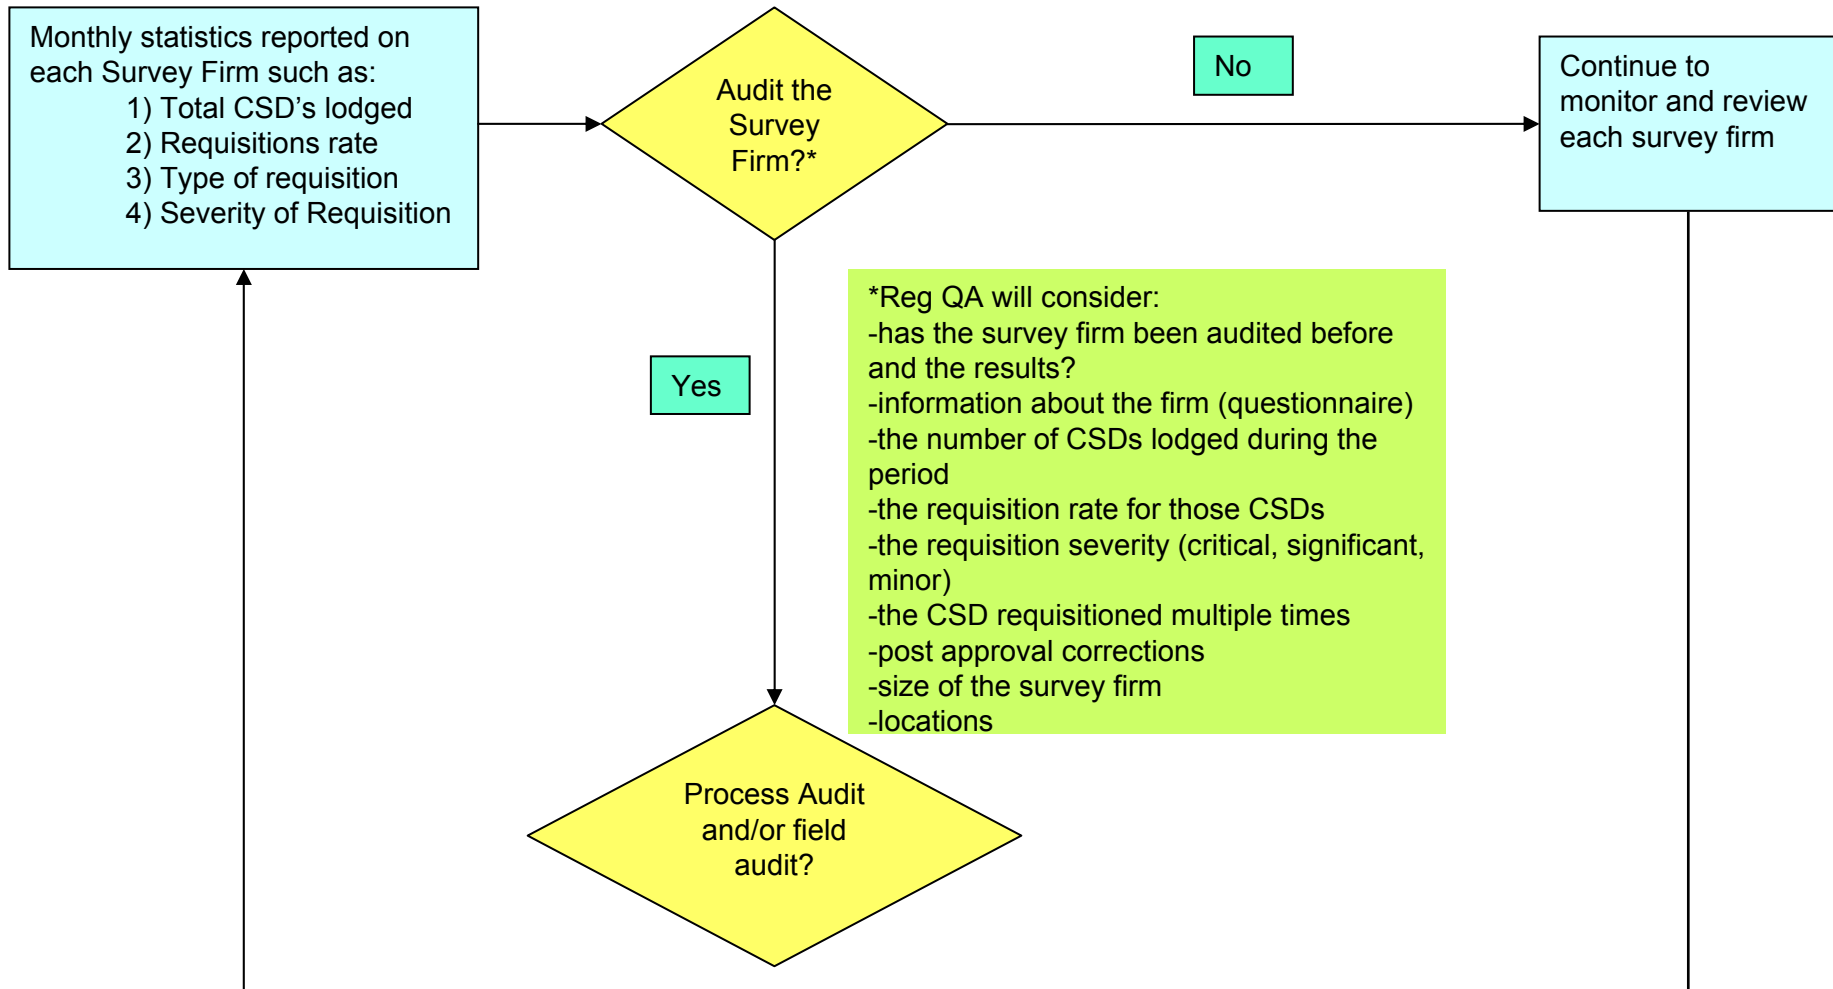 Monthly statistics reported on
each Survey Firm such as:
1) Total CSD’s lodged
2) Requisitions rate
3) Type of requisition
4) Severity of Requisition
Audit the
Survey
Firm?*
No
Continue to
monitor and review
each survey firm
Yes
*Reg QA will consider:
-has the survey firm been audited before
and the results?
-information about the firm (questionnaire)
-the number of CSDs lodged during the
period
-the requisition rate for those CSDs
-the requisition severity (critical, significant,
minor)
-the CSD requisitioned multiple times
-post approval corrections
-size of the survey firm
-locations
Process Audit
and/or field
audit?